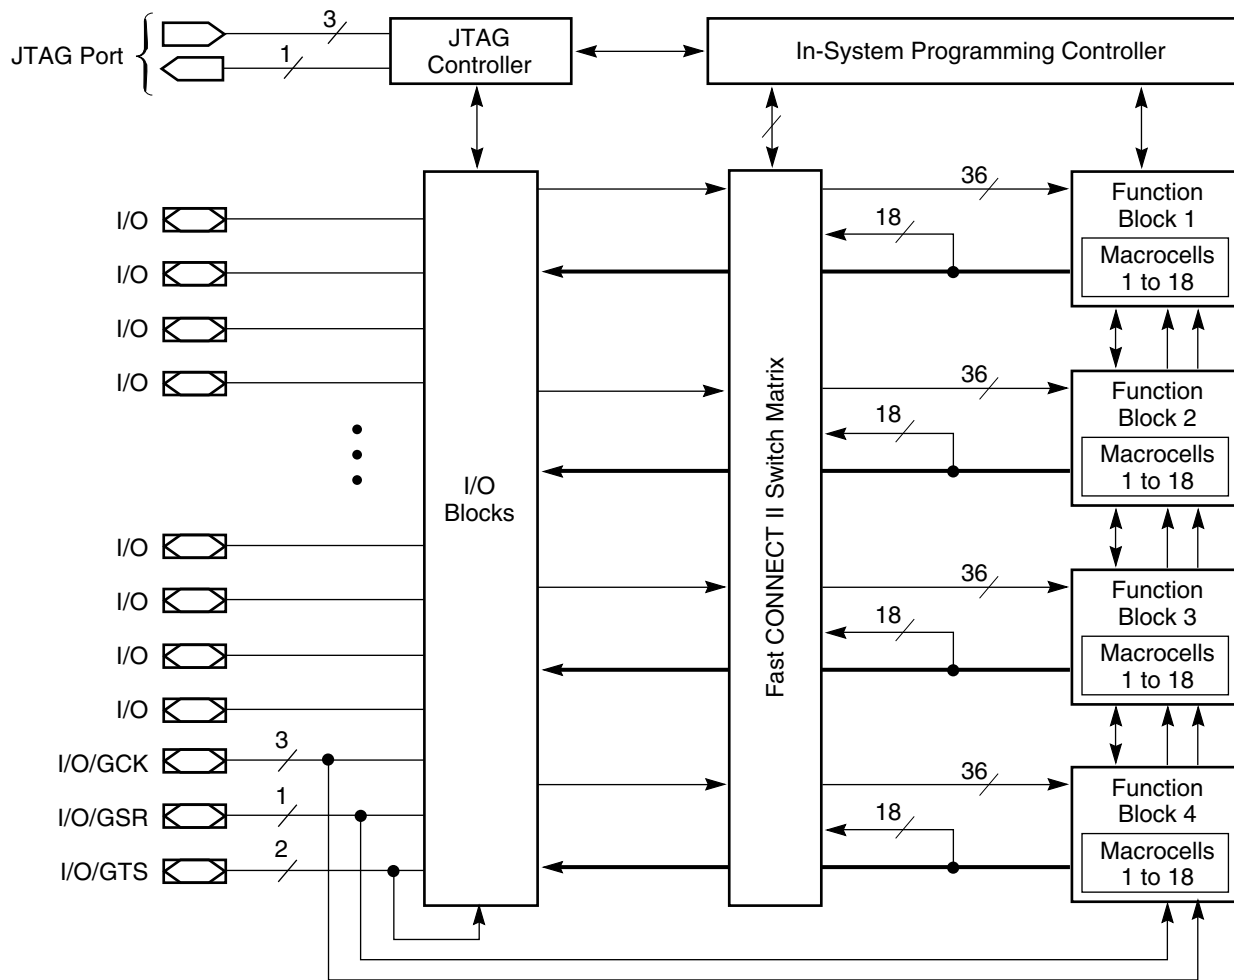 JTAG Port
3
1
JTAG
Controller
In-System Programming Controller
I/O
I/O
I/O
I/O
I/O
I/O
I/O
I/O
I/O/GCK
3
I/O/GSR
1
I/O/GTS
2
I/O
Blocks
Fast CONNECT II Switch Matrix
36
18
Function
Block 1
Macrocells
1 to 18
36
18
Function
Block 2
Macrocells
1 to 18
36
18
Function
Block 3
Macrocells
1 to 18
36
18
Function
Block 4
Macrocells
1 to 18